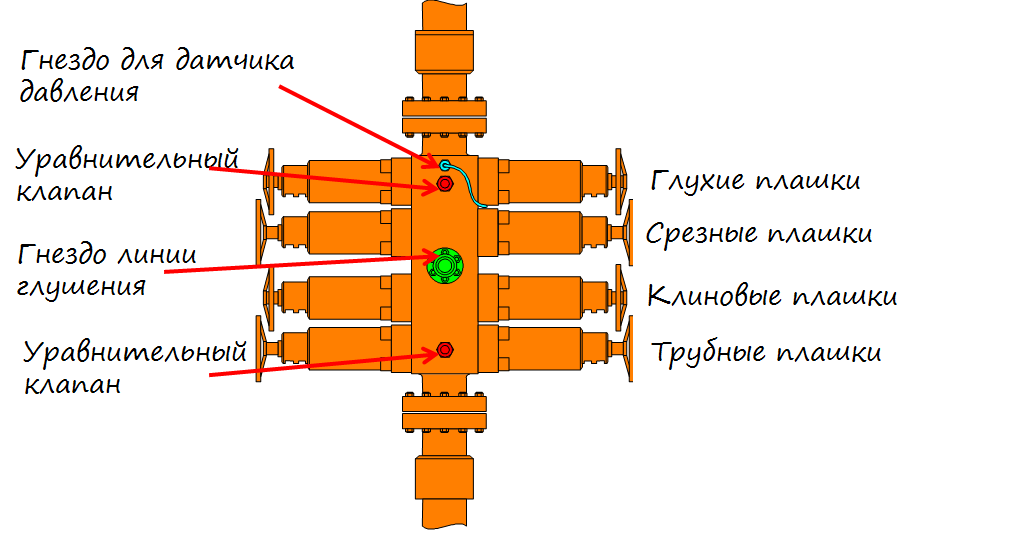 Гнездо для датчика
давления
Уравнительный
клапан
Гнездо линии
глушения
Уравнительный
клапан
Глухие плашки
Срезные плашки
Клиновые плашки
Трубные плашки